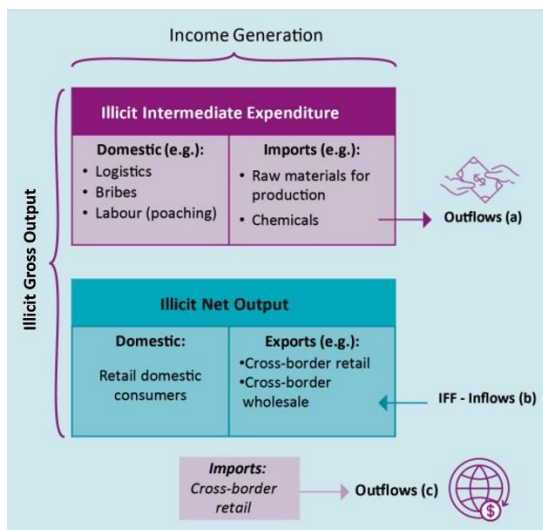 Income Generation
Illicit Gross Output
Illicit Intermediate Expenditure
Domestic (e.g.):
• Logistics
• Bribes
• Labour (poaching)
Imports (e.g.):
• Raw materials for
production
• Chemicals
Outflows (a)
Illicit Net Output
Domestic:
Retail domestic
consumers
Exports (e.g.):
•Cross-border retail
•Cross-border
wholesale
IFF - Inflows (b)
Imports:
Cross-border
retail
Outflows (c)
$